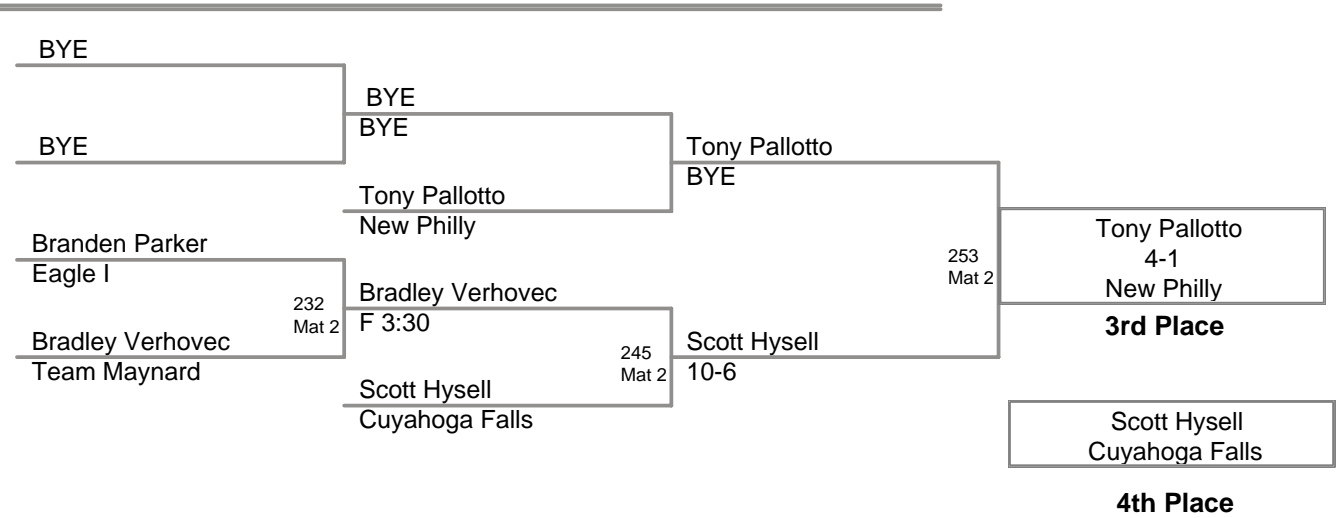 BYE
BYE
BYE
BYE
Tony Pallotto
BYE
Tony Pallotto
New Philly
Branden Parker
Eagle I
232
Mat 2
Bradley Verhovec
F 3:30
Bradley Verhovec
Team Maynard
245
Mat 2
Scott Hysell
10-6
Scott Hysell
Cuyahoga Falls
253
Mat 2
Tony Pallotto
4-1
New Philly
3rd Place
Scott Hysell
Cuyahoga Falls
4th Place